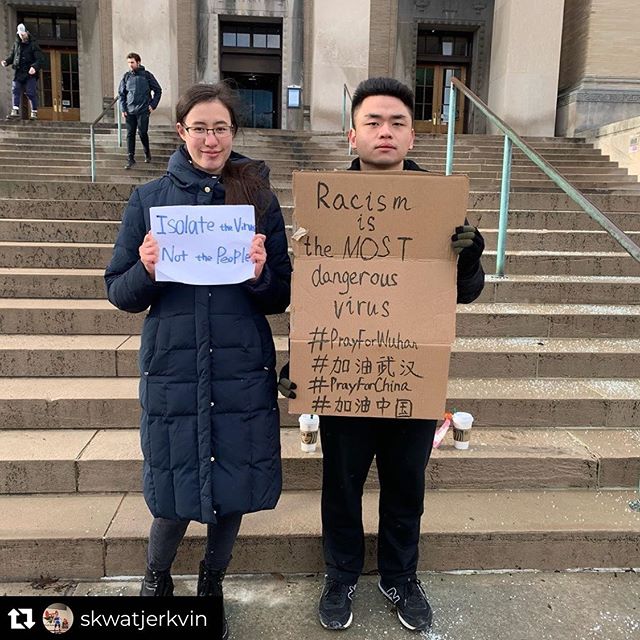 Isolate the Virus
Not the People
Racism
is
the MOST
dangerous
virus
#PrayForWuhan
#加油武汉
#PrayForChina
#加油中国
skwatjerkvin